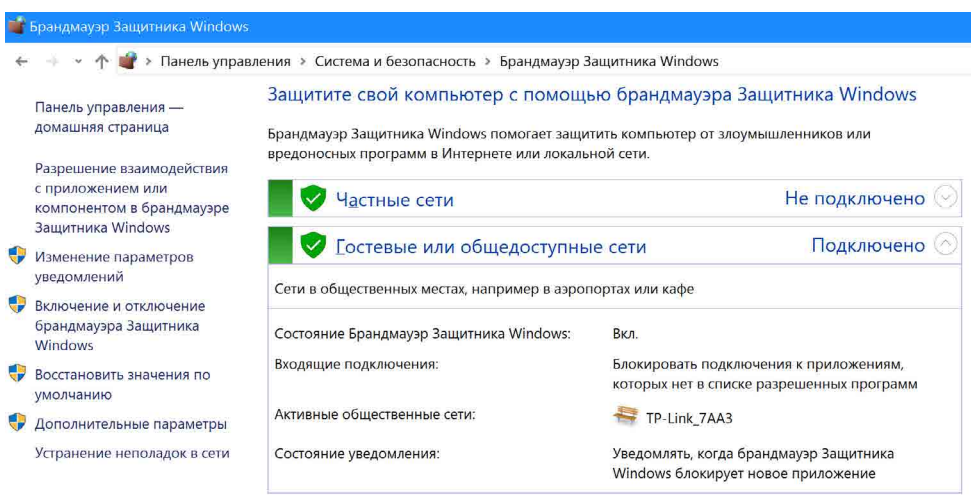 Брандмауэр Защитника Windows
Панель управления > Система и безопасность > Брандмауэр Защитника Windows
Панель управления —
домашняя страница
Разрешение взаимодействия
с приложением или
компонентом в брандмауэре
Защитника Windows
Изменение параметров
уведомлений
Включение и отключение
брандмауэра Защитника
Windows
Восстановить значения по
умолчанию
Дополнительные параметры
Устранение неполадок в сети
Защитите свой компьютер с помощью брандмауэра Защитника Windows
Брандмауэр Защитника Windows помогает защитить компьютер от злоумышленников или
вредоносных программ в Интернете или локальной сети.
Частные сети Не подключено
Гостевые или общедоступные сети Подключено
Сети в общественных местах, например в аэропортах или кафе
Состояние Брандмауэр Защитника Windows: Вкл.
Входящие подключения: Блокировать подключения к приложениям,
которых нет в списке разрешенных программ
Активные общественные сети: TP-Link_7AA3
Состояние уведомления: Уведомлять, когда брандмауэр Защитника
Windows блокирует новое приложение